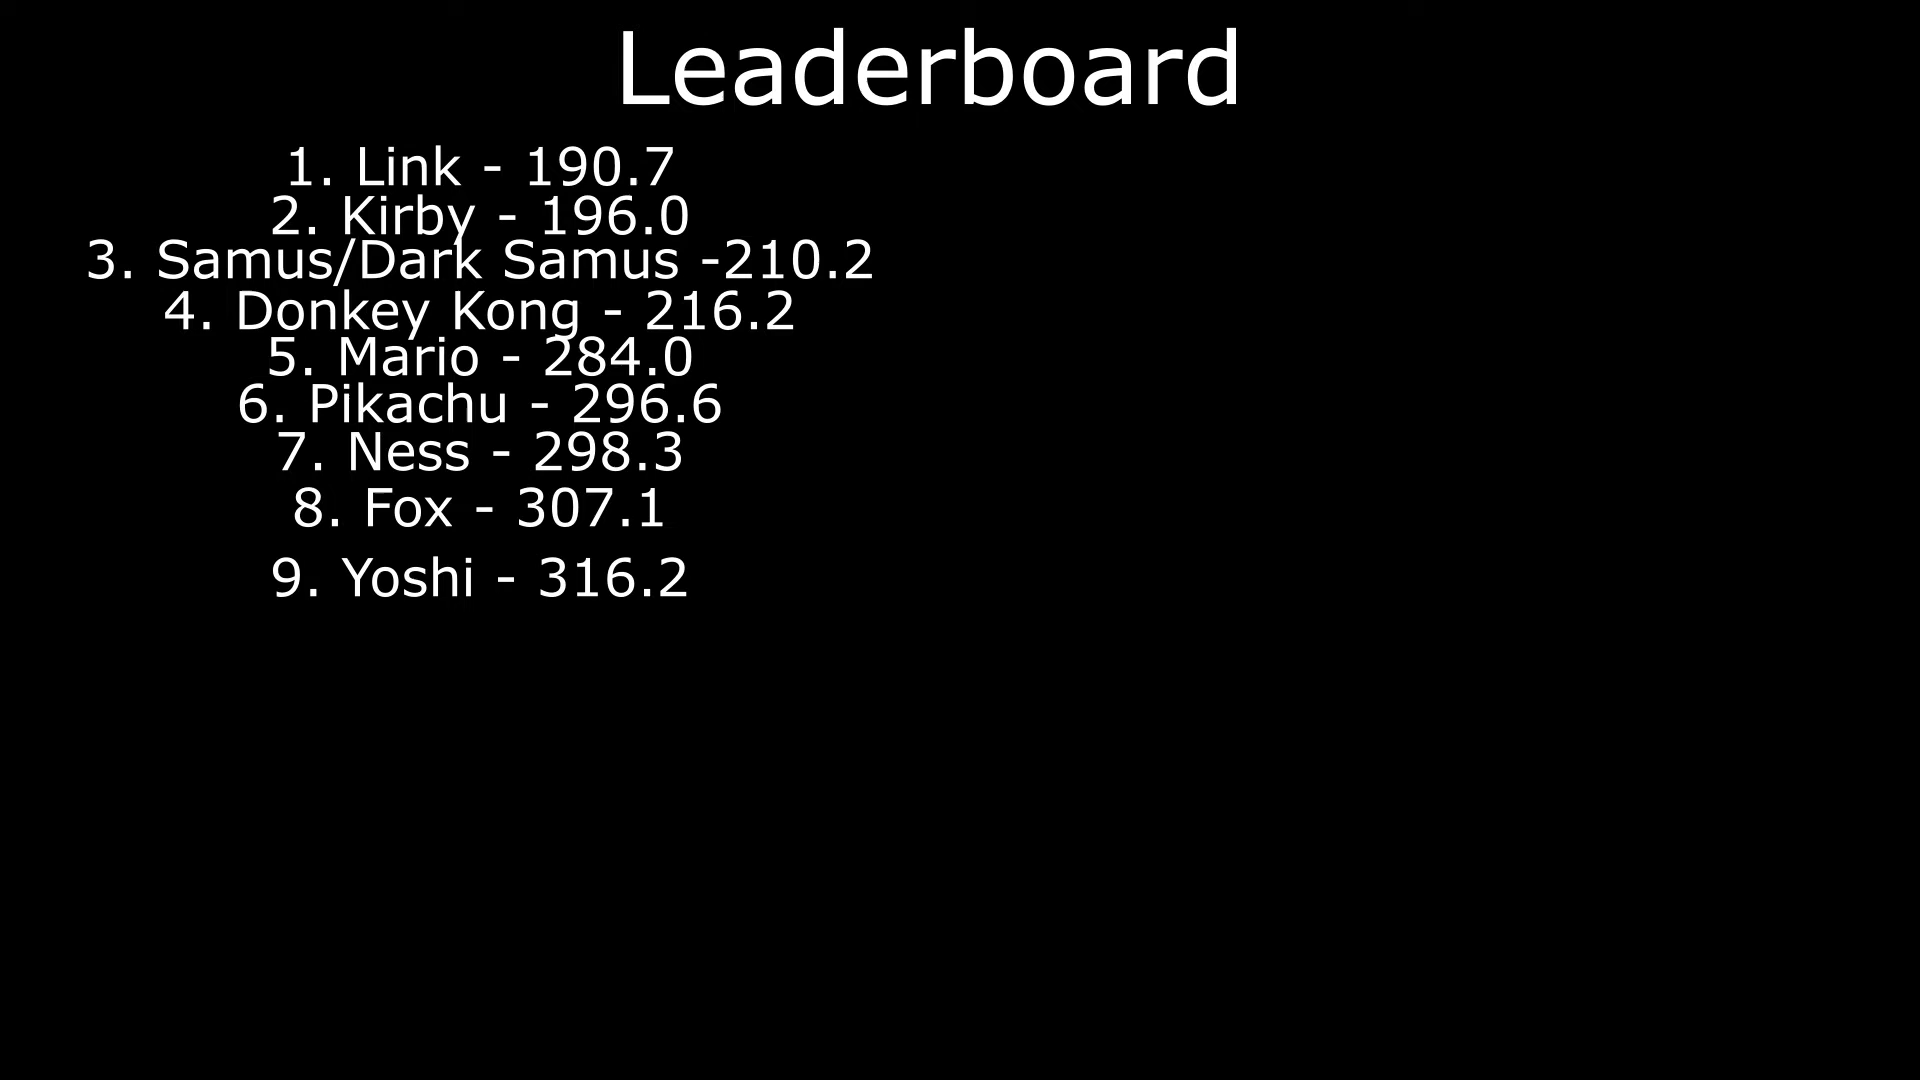 Leaderboard
1. Link - 190.7
2. Kirby - 196.0
3. Samus/Dark Samus -210.2
4. Donkey Kong - 216.2
5. Mario - 284.0
6. Pikachu - 296.6
7. Ness - 298.3
8. Fox - 307.1
9. Yoshi - 316.2